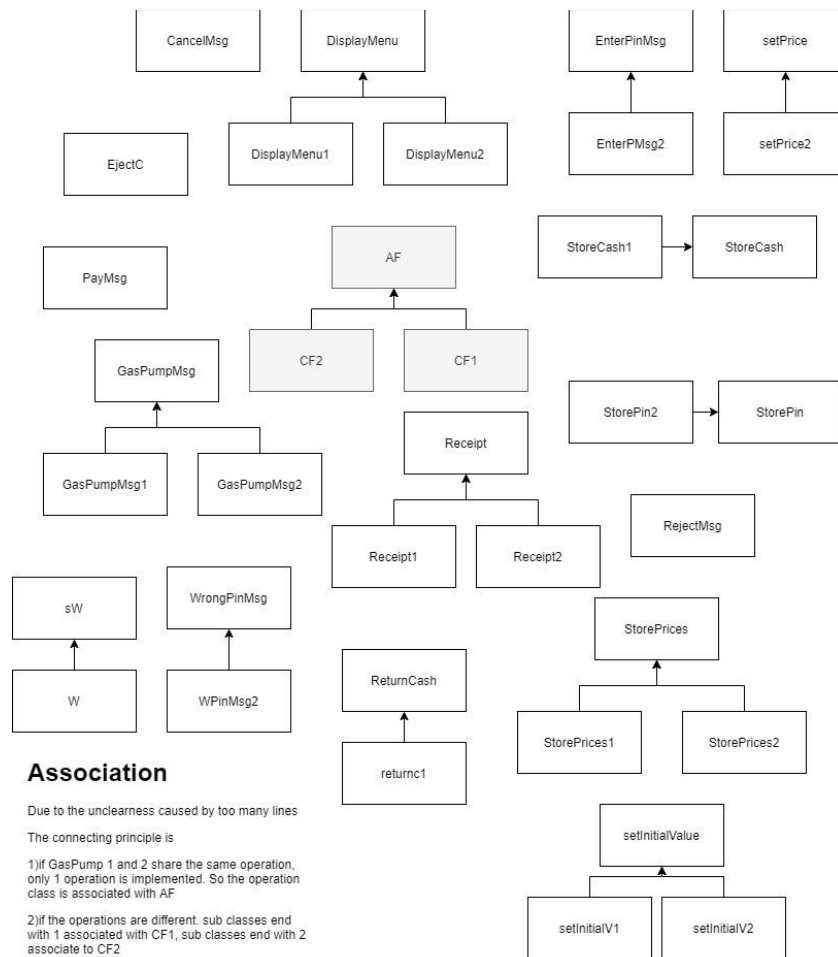 CancelMsg
DisplayMenu
EnterPinMsg
setPrice
DisplayMenu1
DisplayMenu2
EnterPMsg2
setPrice2
EjectC
StoreCash1
StoreCash
AF
PayMsg
CF2
CF1
GasPumpMsg
StorePin2
StorePin
Receipt
GasPumpMsg1
GasPumpMsg2
RejectMsg
Receipt1
Receipt2
sW
WrongPinMsg
StorePrices
ReturnCash
W
WPinMsg2
StorePrices1
StorePrices2
returnc1
Association
Due to the unclearness caused by too many lines
The connecting principle is
1)if GasPump 1 and 2 share the same operation,
only 1 operation is implemented. So the operation
class is associated with AF
2)if the operations are different. sub classes end
with 1 associated with CF1, sub classes end with 2
associate to CF2
setInitialValue
setInitialV1
setInitialV2